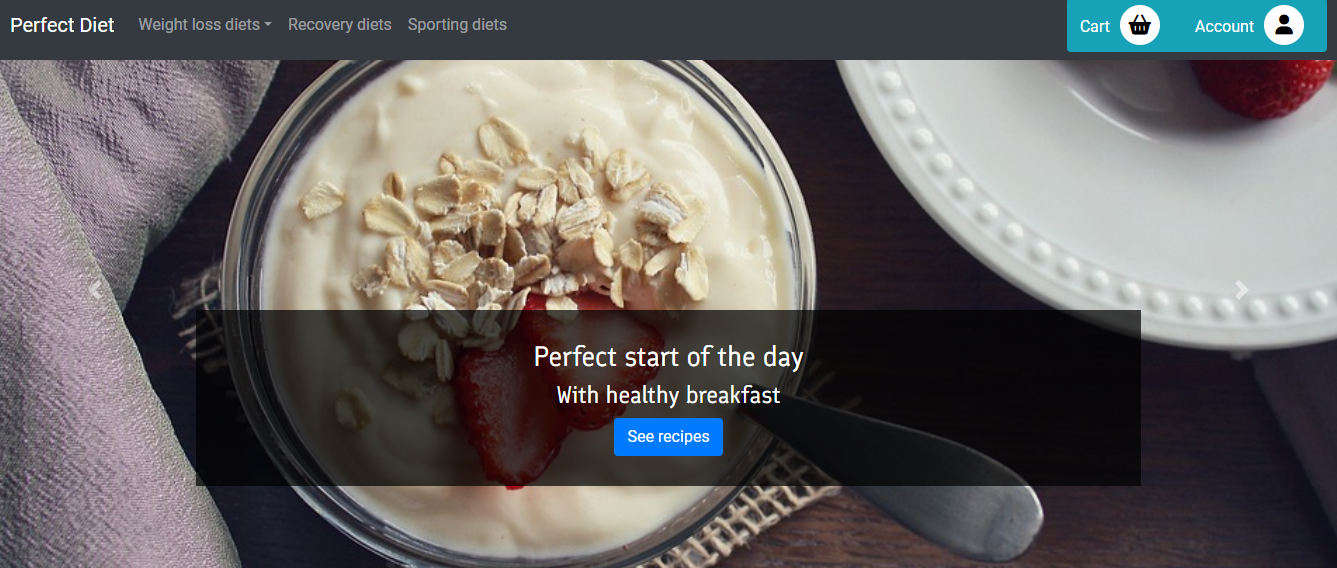 Perfect Diet Weight loss diets Recovery diets Sporting diets Cart Account
Perfect start of the day
With healthy breakfast
See recipes